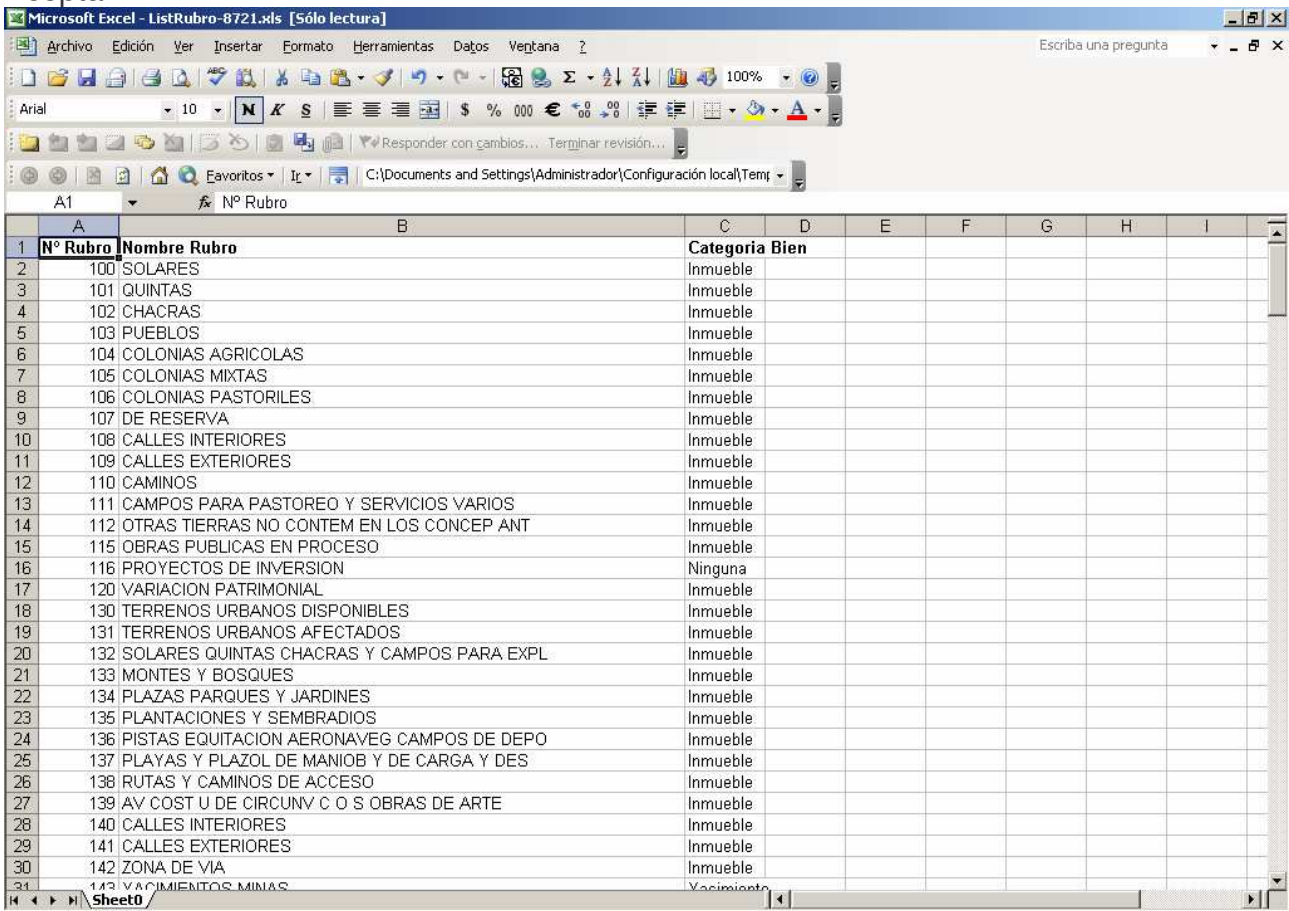 Microsoft Excel - ListRubro-8721.xls [Sólo lectura]
Archivo Edición Ver Insertar Formato Herramientas Datos Ventana ? Escriba una pregunta
100%
Arial 10 N K S $ % 000 €
Responder con cambios... Terminar revisión...
Favoritos Ir C:\Documents and Settings\Administrador\Configuración local\Temp
A1 fx Nº Rubro
A B C D E F G H I
1 Nº Rubro Nombre Rubro Categoria Bien
2 100 SOLARES Inmueble
3 101 QUINTAS Inmueble
4 102 CHACRAS Inmueble
5 103 PUEBLOS Inmueble
6 104 COLONIAS AGRICOLAS Inmueble
7 105 COLONIAS MIXTAS Inmueble
8 106 COLONIAS PASTORILES Inmueble
9 107 DE RESERVA Inmueble
10 108 CALLES INTERIORES Inmueble
11 109 CALLES EXTERIORES Inmueble
12 110 CAMINOS Inmueble
13 111 CAMPOS PARA PASTOREO Y SERVICIOS VARIOS Inmueble
14 112 OTRAS TIERRAS NO CONTEM EN LOS CONCEP ANT Inmueble
15 115 OBRAS PUBLICAS EN PROCESO Inmueble
16 116 PROYECTOS DE INVERSION Ninguna
17 120 VARIACION PATRIMONIAL Inmueble
18 130 TERRENOS URBANOS DISPONIBLES Inmueble
19 131 TERRENOS URBANOS AFECTADOS Inmueble
20 132 SOLARES QUINTAS CHACRAS Y CAMPOS PARA EXPL Inmueble
21 133 MONTES Y BOSQUES Inmueble
22 134 PLAZAS PARQUES Y JARDINES Inmueble
23 135 PLANTACIONES Y SEMBRADIOS Inmueble
24 136 PISTAS EQUITACION AERONAVEG CAMPOS DE DEPO Inmueble
25 137 PLAYAS Y PLAZOL DE MANIOB Y DE CARGA Y DES Inmueble
26 138 RUTAS Y CAMINOS DE ACCESO Inmueble
27 139 AV COST U DE CIRCUNV C O S OBRAS DE ARTE Inmueble
28 140 CALLES INTERIORES Inmueble
29 141 CALLES EXTERIORES Inmueble
30 142 ZONA DE VIA Inmueble
31 143 YACIMIENTOS MINAS Yacimiento
Sheet0